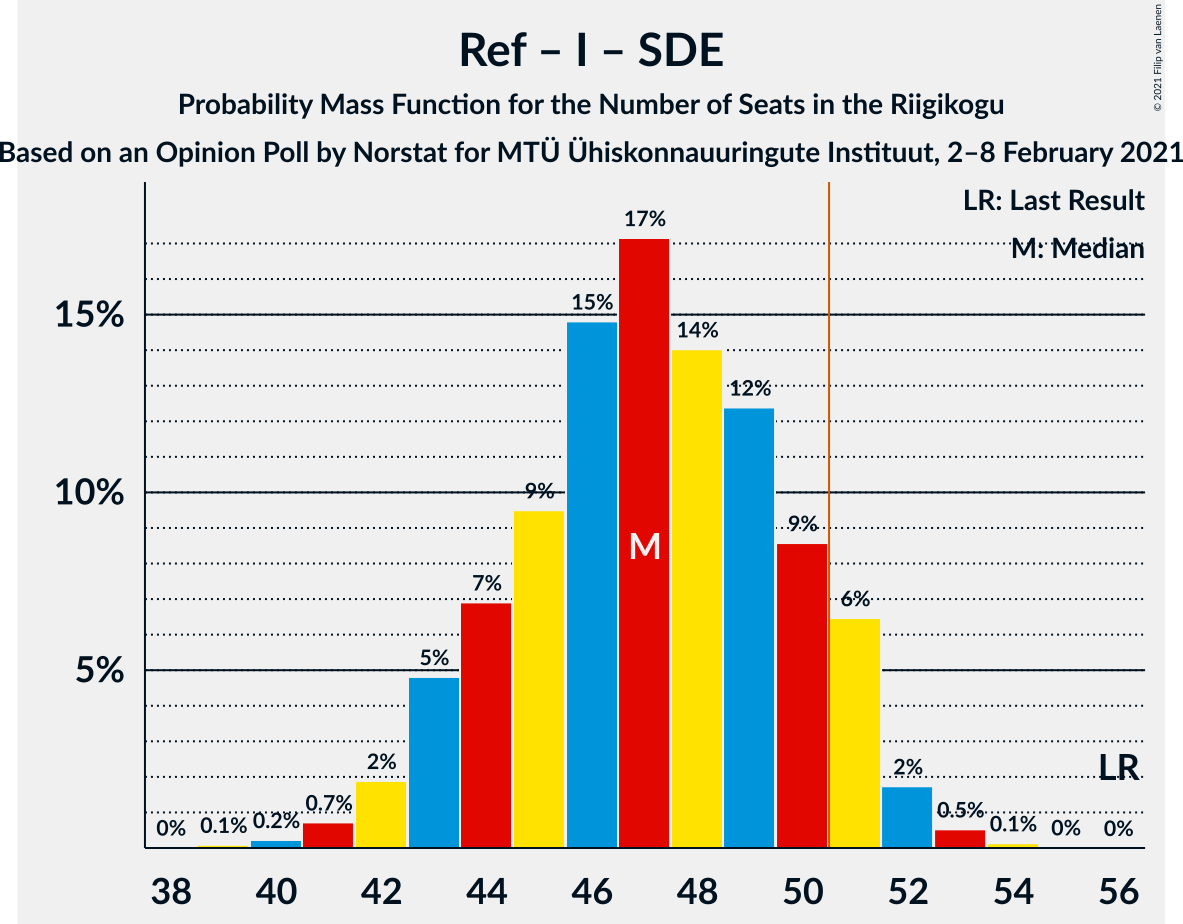 Ref – I – SDE
Probability Mass Function for the Number of Seats in the Riigikogu
Based on an Opinion Poll by Norstat for MTÜ Ühiskonnauuringute Instituut, 2–8 February 2021
© 2021 Filip van Laenen
LR: Last Result
M: Median
17%
15%
15%
14%
12%
10%
9%
9%
M
7%
6%
5%
5%
2%
2%
LR
0%
0.1%
0.2%
0.7%
0.5%
0.1%
0%
0%
38 40 42 44 46 48 50 52 54 56